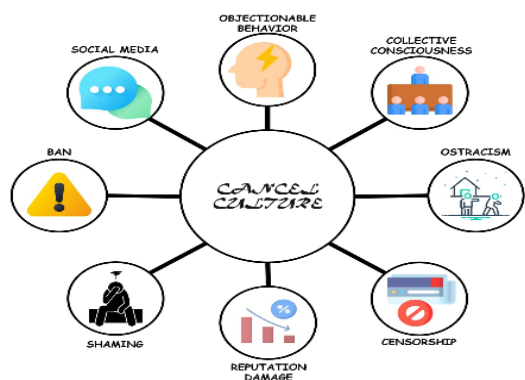 OBJECTIONABLE
BEHAVIOR
SOCIAL MEDIA
COLLECTIVE
CONSCIOUSNESS
BAN
OSTRACISM
CANCEL
CULTURE
SHAMING
CENSORSHIP
REPUTATION
DAMAGE
%